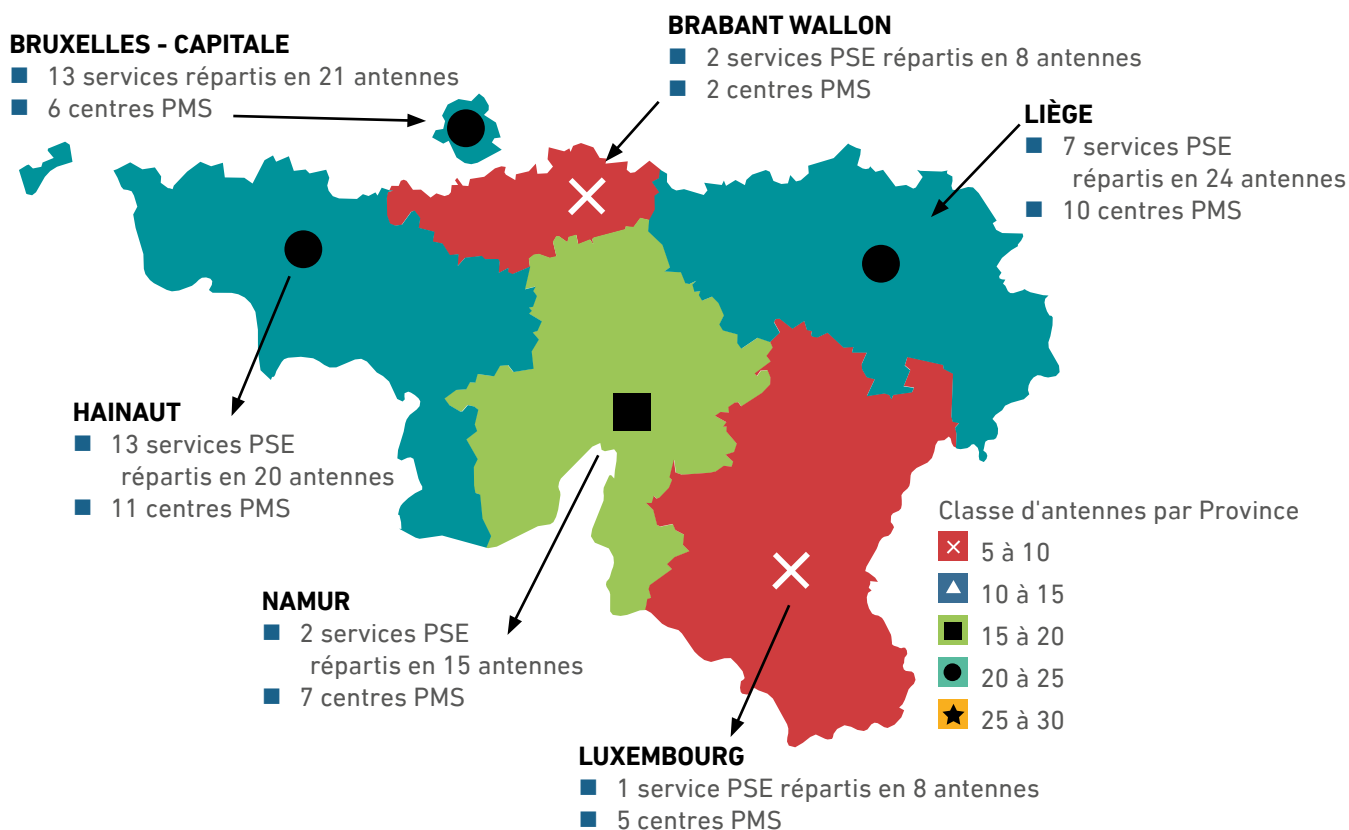 BRUXELLES - CAPITALE
13 services répartis en 21 antennes
6 centres PMS
BRABANT WALLON
2 services PSE répartis en 8 antennes
2 centres PMS
LIÈGE
7 services PSE
répartis en 24 antennes
10 centres PMS
HAINAUT
13 services PSE
répartis en 20 antennes
11 centres PMS
NAMUR
2 services PSE
répartis en 15 antennes
7 centres PMS
LUXEMBOURG
1 service PSE répartis en 8 antennes
5 centres PMS
Classe d'antennes par Province
5 à 10
10 à 15
15 à 20
20 à 25
25 à 30